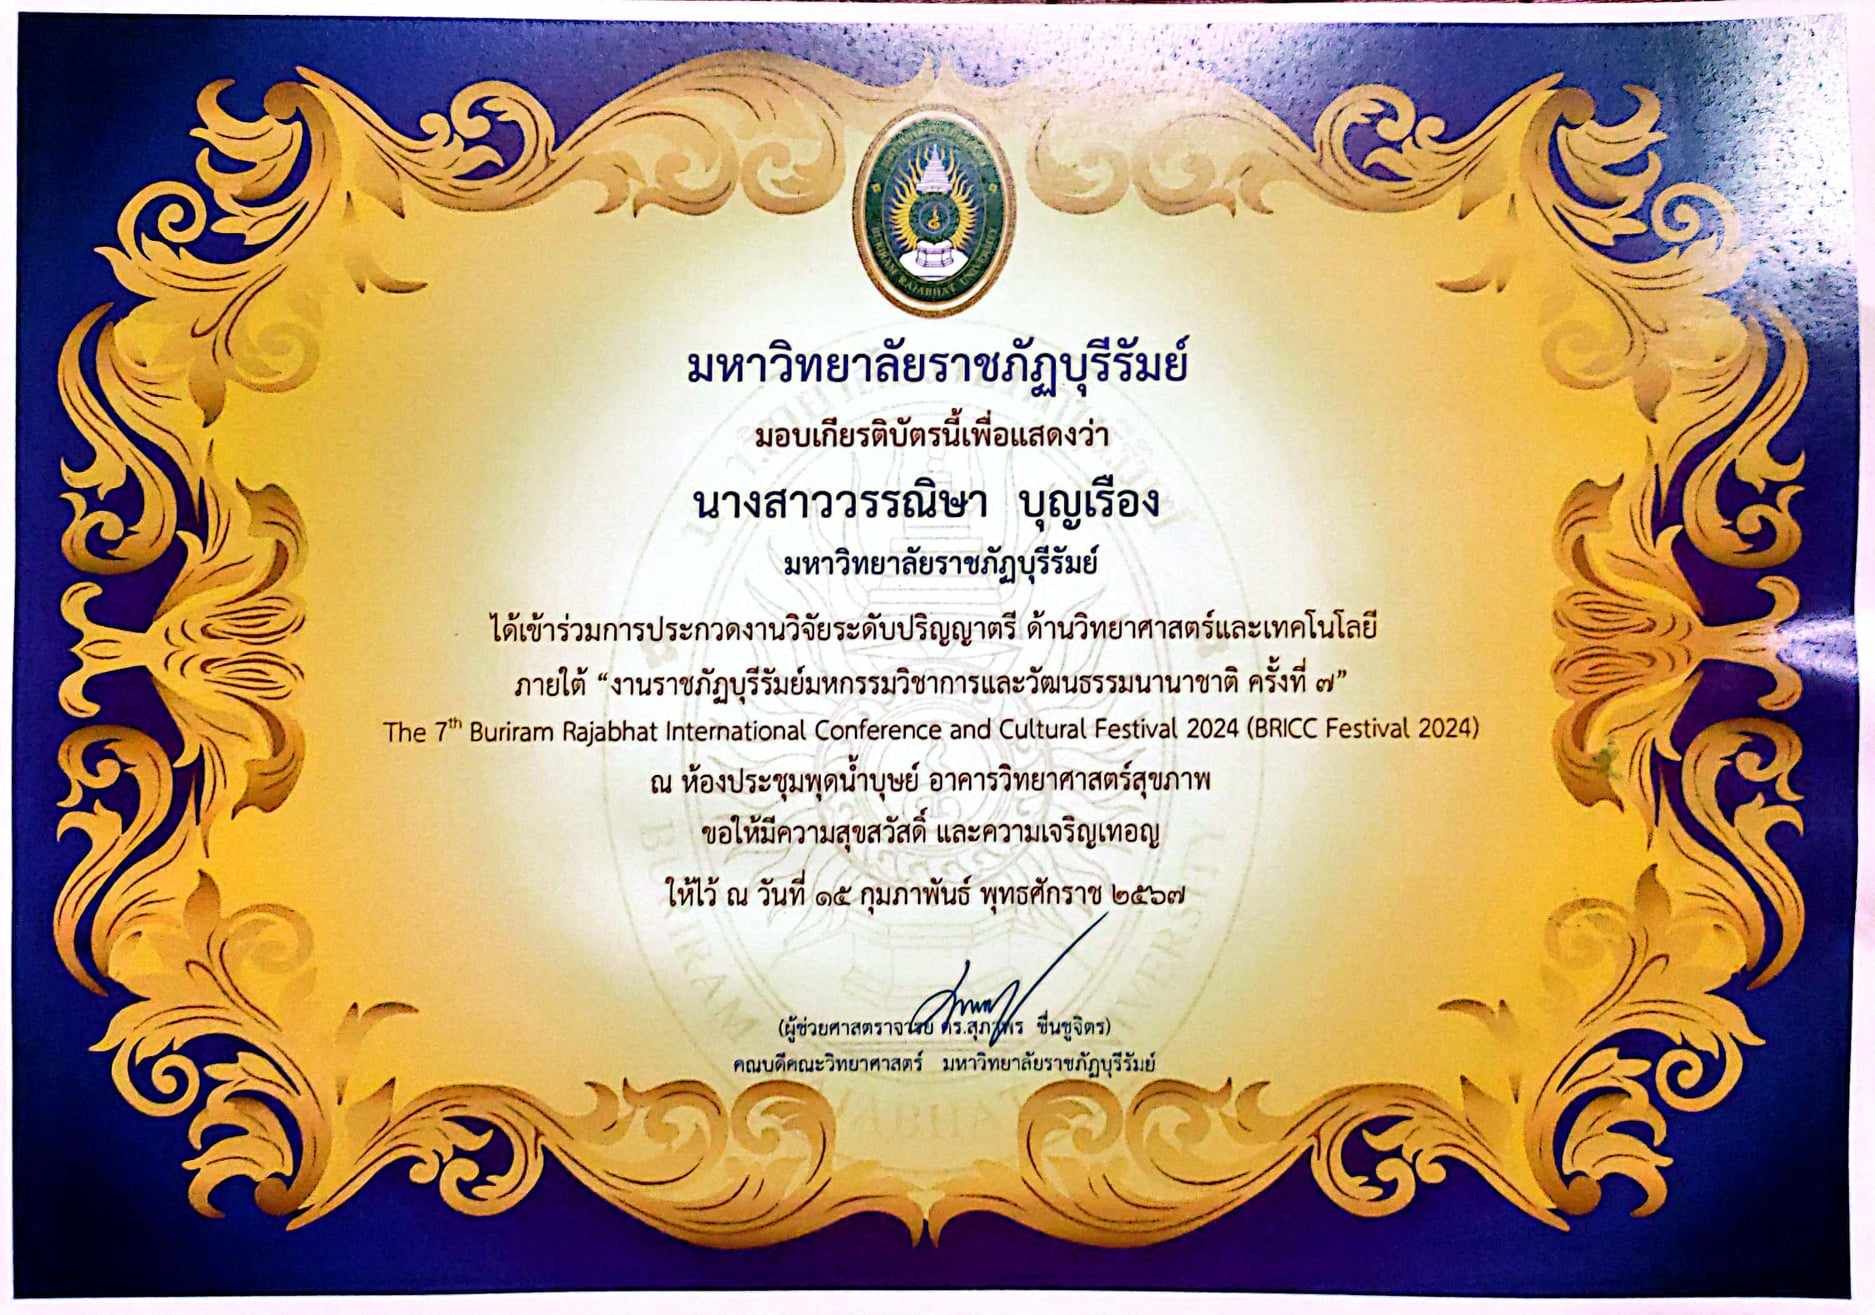 BURIRAM RAJABHAT UNIVERSITY
มหาวิทยาลัยราชภัฏบุรีรัมย์
มอบเกียรติบัตรนี้เพื่อแสดงว่า
นางสาววรรณิษา บุญเรือง
มหาวิทยาลัยราชภัฏบุรีรัมย์
ได้เข้าร่วมการประกวดงานวิจัยระดับปริญญาตรี ด้านวิทยาศาสตร์และเทคโนโลยี
ภายใต้ “งานราชภัฏบุรีรัมย์มหกรรมวิชาการและวัฒนธรรมนานาชาติ ครั้งที่ ๗”
The 7th Buriram Rajabhat International Conference and Cultural Festival 2024 (BRICC Festival 2024)
ณ ห้องประชุมพุดน้ำบุษย์ อาคารวิทยาศาสตร์สุขภาพ
ขอให้มีความสุขสวัสดิ์ และความเจริญเทอญ
ให้ไว้ ณ วันที่ ๑๕ กุมภาพันธ์ พุทธศักราช ๒๕๖๗
(ผู้ช่วยศาสตราจารย์ ดร.สุภาพร ชื่นชูจิตร)
คณบดีคณะวิทยาศาสตร์ มหาวิทยาลัยราชภัฏบุรีรัมย์